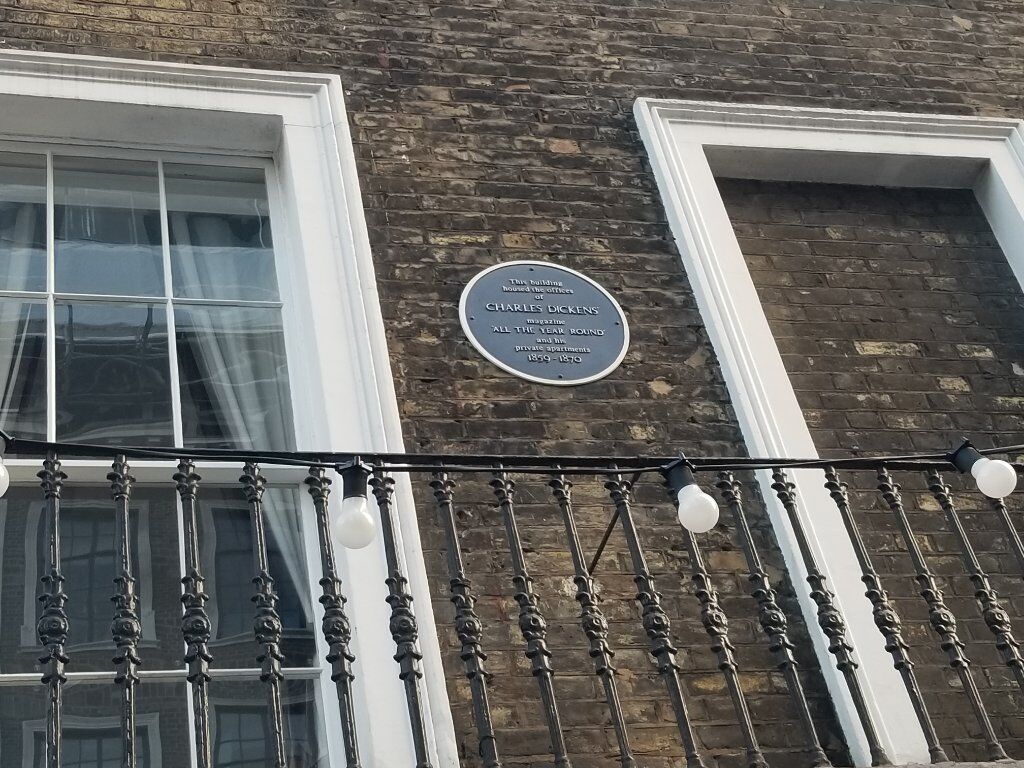 This building
housed the offices
of
CHARLES DICKENS'
magazine
'ALL THE YEAR ROUND'
and his
private apartments
1859-1870